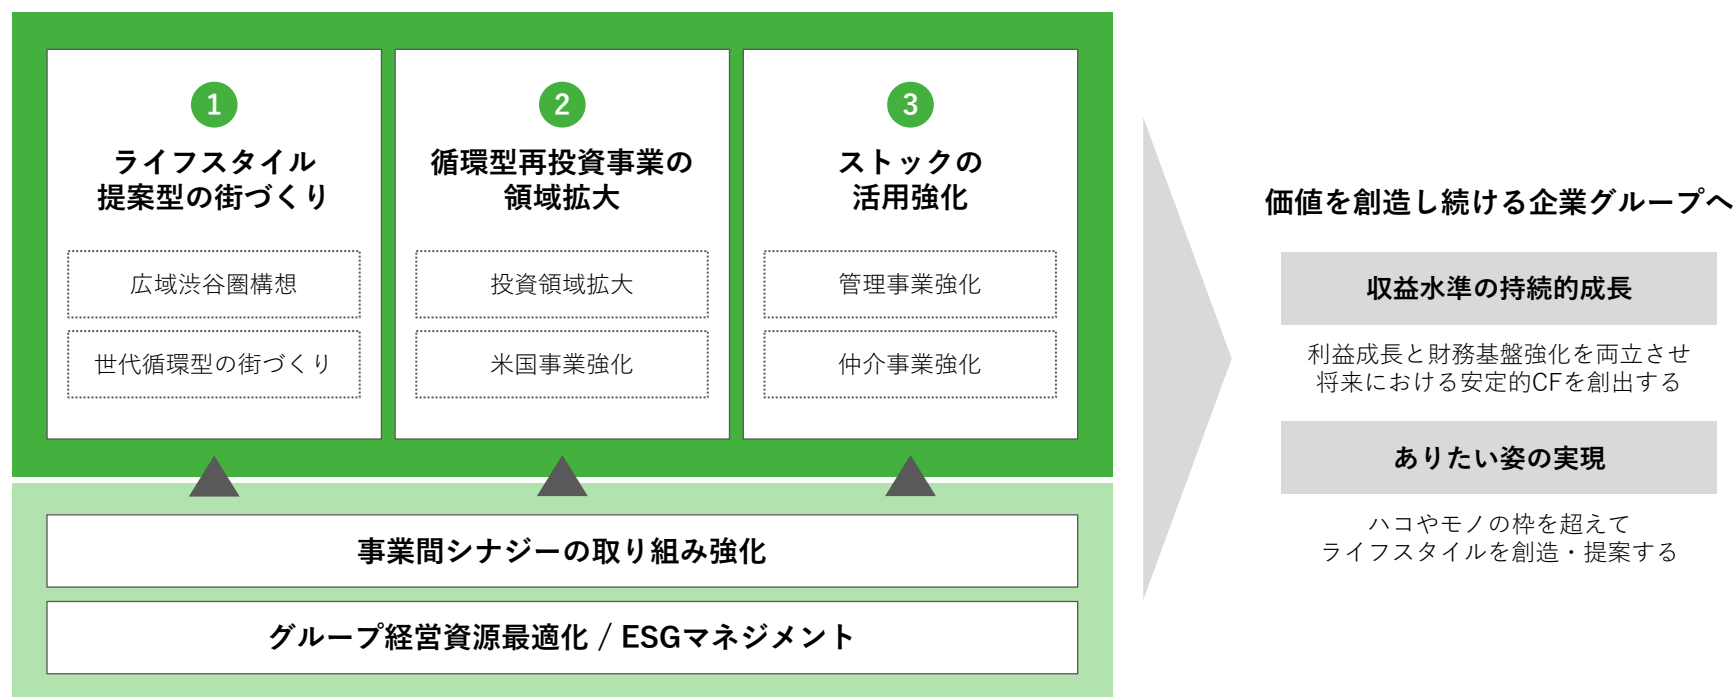 1
ライフスタイル
提案型の街づくり
広域渋谷圏構想
世代循環型の街づくり
2
循環型再投資事業の
領域拡大
投資領域拡大
米国事業強化
3
ストックの
活用強化
管理事業強化
仲介事業強化
事業間シナジーの取り組み強化
グループ経営資源最適化 / ESGマネジメント
価値を創造し続ける企業グループへ
収益水準の持続的成長
利益成長と財務基盤強化を両立させ
将来における安定的CFを創出する
ありたい姿の実現
ハコやモノの枠を超えて
ライフスタイルを創造・提案する